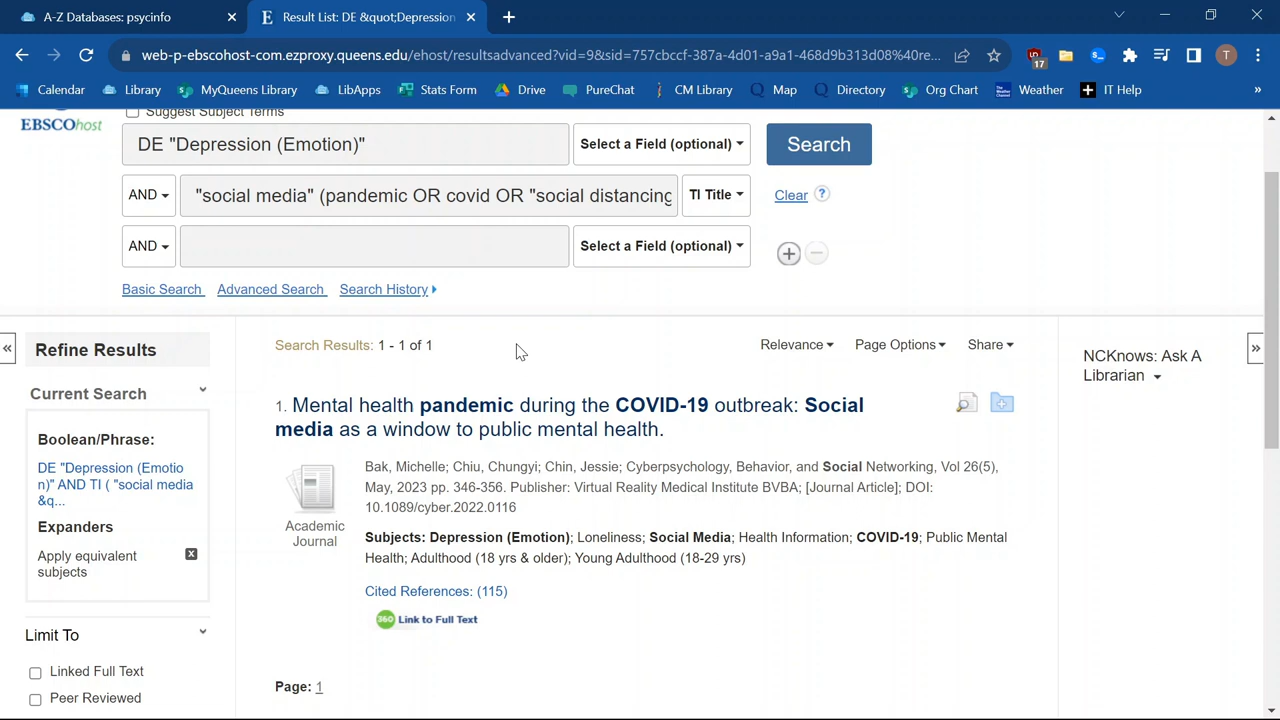 A-Z Databases: psycinfo
Result List: DE &quot;Depression
web-p-ebscohost-com.ezproxy.queens.edu/ehost/resultsadvanced?vid=9&sid=757cbccf-387a-4d01-a9a1-468d9b313d08%40re...
17
T
Calendar
Library
MyQueens Library
LibApps
Stats Form
Drive
PureChat
CM Library
Map
Directory
Org Chart
Weather
IT Help
»
EBSCOhost
Suggest Subject Terms
DE "Depression (Emotion)"
Select a Field (optional)
Search
AND
"social media" (pandemic OR covid OR "social distancing
TI Title
Clear
?
AND
Select a Field (optional)
Basic Search
Advanced Search
Search History
«
Refine Results
Search Results: 1 - 1 of 1
Relevance
Page Options
Share
NCKnows: Ask A
Librarian
»
Current Search
Boolean/Phrase:
DE "Depression (Emotio
n)" AND TI ( "social media
&q...
Expanders
Apply equivalent
subjects
Limit To
Linked Full Text
Peer Reviewed
1. Mental health pandemic during the COVID-19 outbreak: Social
media as a window to public mental health.
Academic
Journal
Bak, Michelle; Chiu, Chungyi; Chin, Jessie; Cyberpsychology, Behavior, and Social Networking, Vol 26(5),
May, 2023 pp. 346-356. Publisher: Virtual Reality Medical Institute BVBA; [Journal Article]; DOI:
10.1089/cyber.2022.0116
Subjects: Depression (Emotion); Loneliness; Social Media; Health Information; COVID-19; Public Mental
Health; Adulthood (18 yrs & older); Young Adulthood (18-29 yrs)
Cited References: (115)
360 Link to Full Text
Page: 1